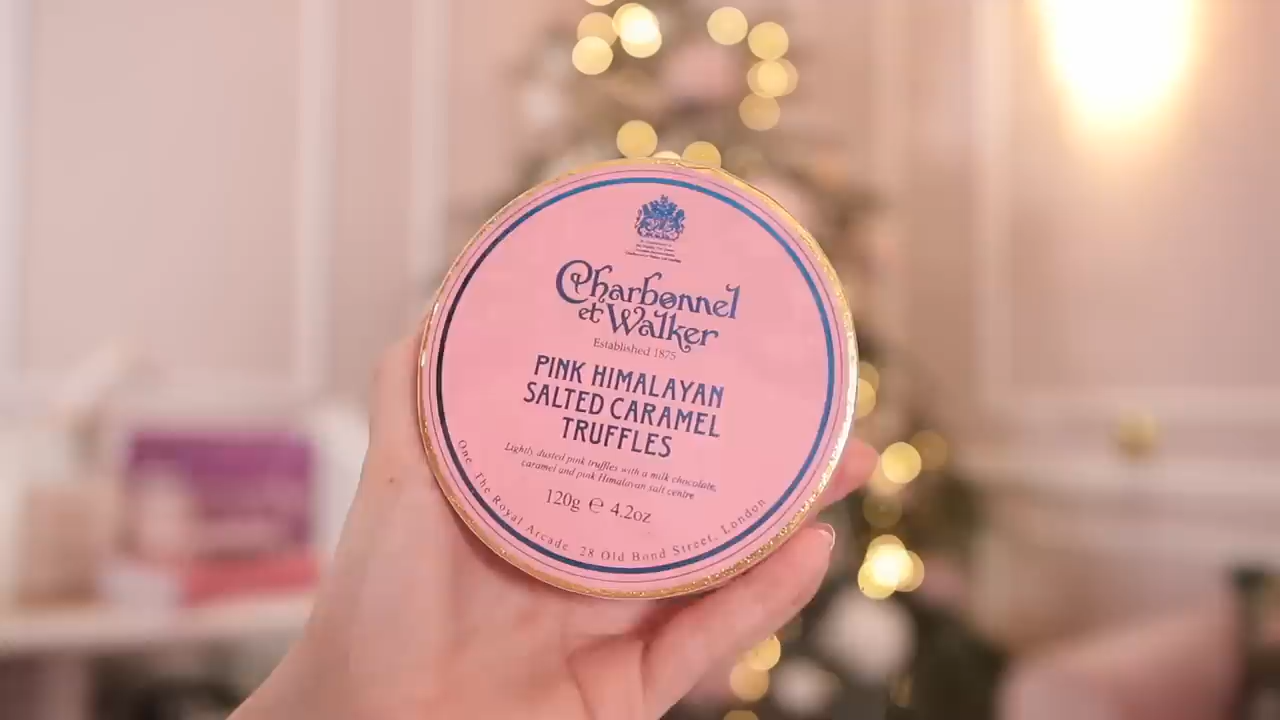 Charbonnel
et Walker
Established 1875
PINK HIMALAYAN
SALTED CARAMEL
TRUFFLES
Lightly dusted pink truffles with a milk chocolate,
caramel and pink Himalayan salt centre
120g ℮ 4.2oz
One, The Royal Arcade, 28 Old Bond Street, London